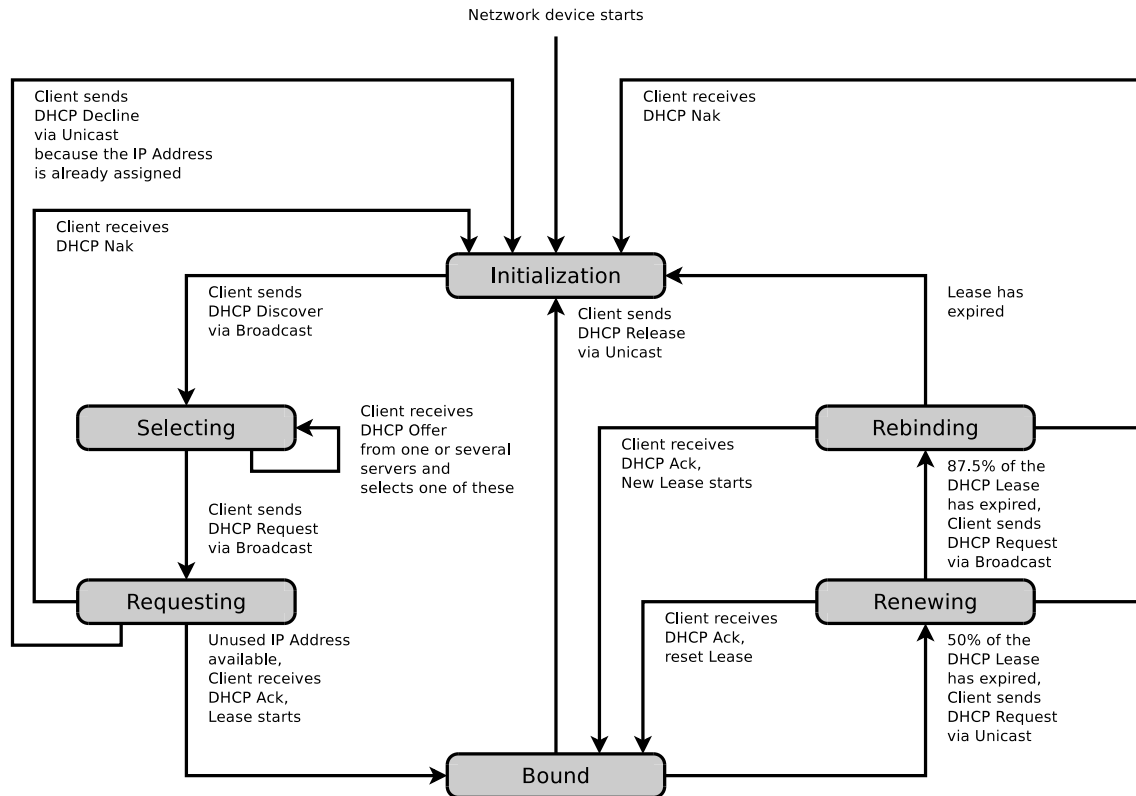 Netzwork device starts
Client sends
DHCP Decline
via Unicast
because the IP Address
is already assigned
Client receives
DHCP Nak
Client receives
DHCP Nak
Initialization
Client sends
DHCP Discover
via Broadcast
Client sends
DHCP Release
via Unicast
Lease has
expired
Selecting
Client receives
DHCP Offer
from one or several
servers and
selects one of these
Rebinding
Client receives
DHCP Ack,
New Lease starts
87.5% of the
DHCP Lease
has expired,
Client sends
DHCP Request
via Broadcast
Client sends
DHCP Request
via Broadcast
Requesting
Renewing
Unused IP Address
available,
Client receives
DHCP Ack,
Lease starts
Client receives
DHCP Ack,
reset Lease
50% of the
DHCP Lease
has expired,
Client sends
DHCP Request
via Unicast
Bound